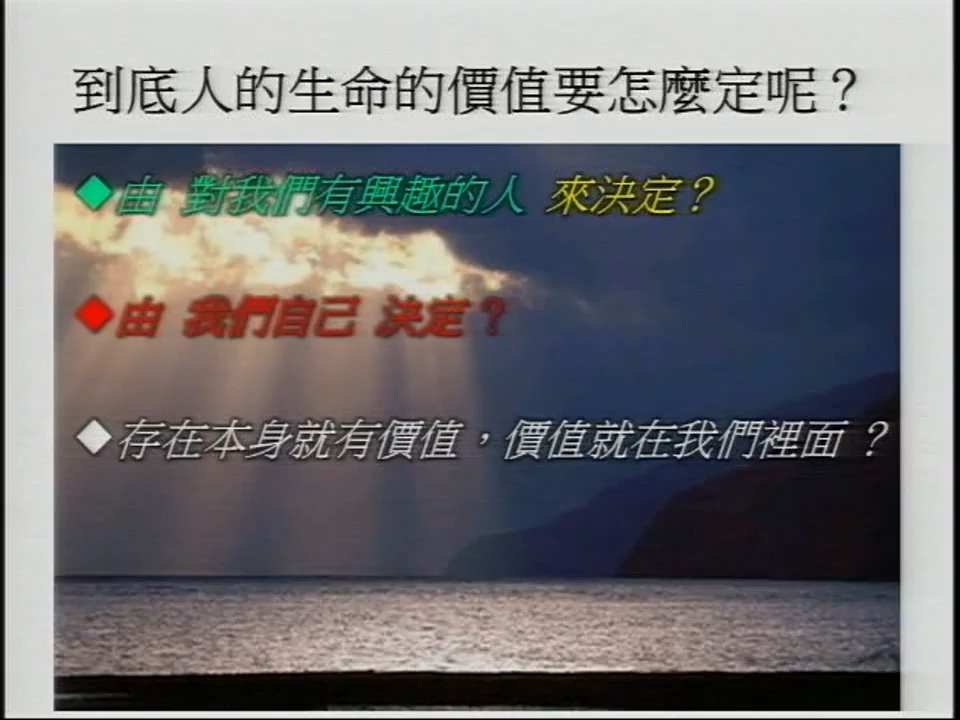 到底人的生命的價值要怎麼定呢？
◆由 對我們有興趣的人 來決定？
◆由 我們自己 決定？
◆存在本身就有價值，價值就在我們裡面 ？